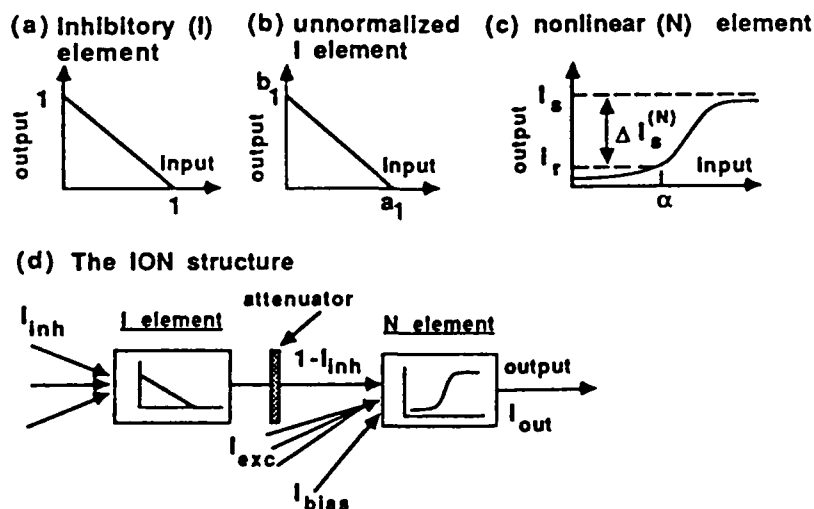 (a) Inhibitory (I) element
(b) unnormalized I element
(c) nonlinear (N) element
1
output
input
1
b1
output
input
a1
output
Is
ΔIs(N)
Ir
input
α
(d) The ION structure
attenuator
Iinh
I element
1-Iinh
N element
output
Iout
Iexc
Ibias